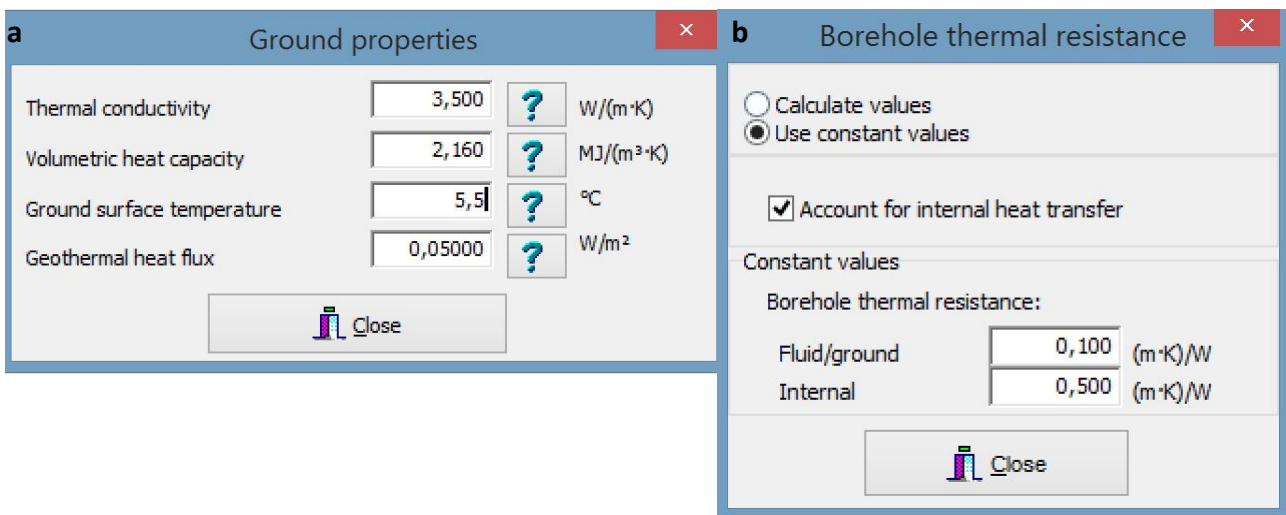 a
Ground properties
×
Thermal conductivity 3,500 ? W/(m·K)
Volumetric heat capacity 2,160 ? MJ/(m³·K)
Ground surface temperature 5,5 ? °C
Geothermal heat flux 0,05000 ? W/m²
Close
b
Borehole thermal resistance
×
Calculate values
Use constant values
Account for internal heat transfer
Constant values
Borehole thermal resistance:
Fluid/ground 0,100 (m·K)/W
Internal 0,500 (m·K)/W
Close